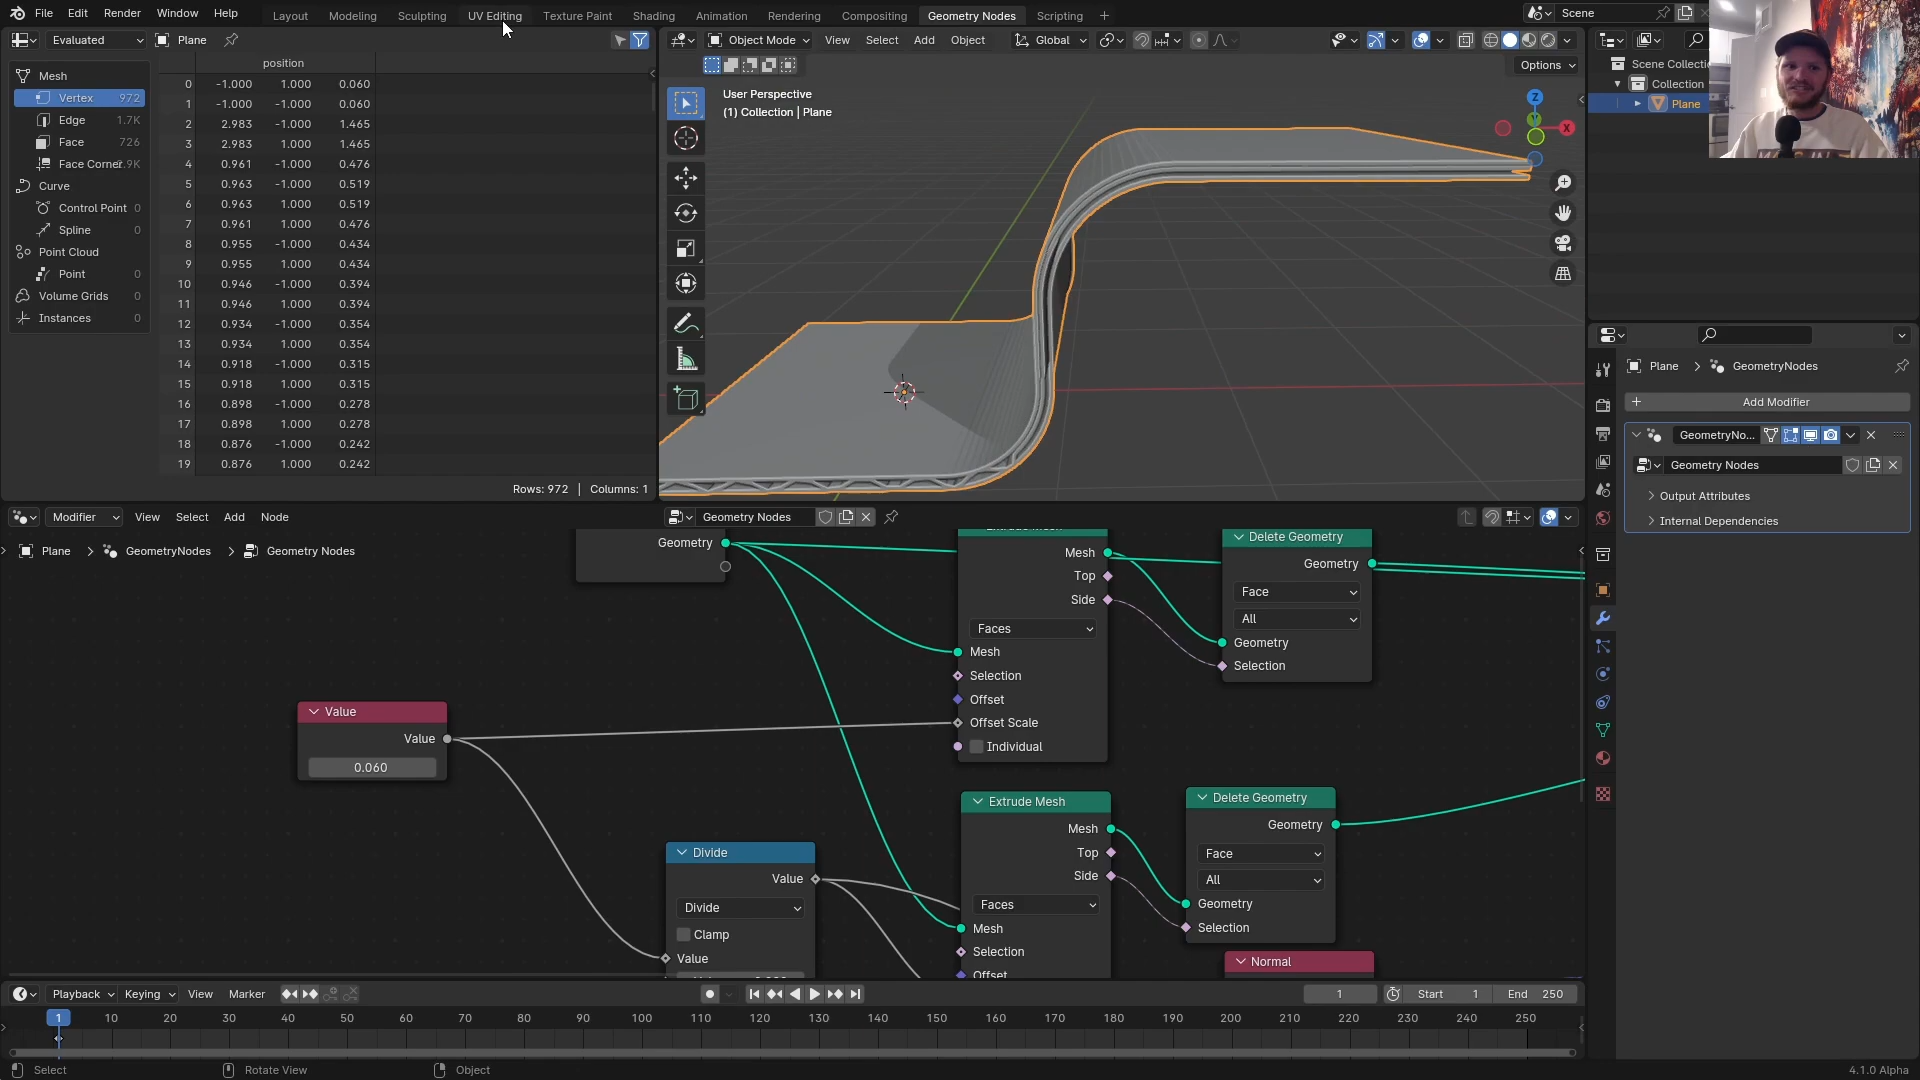 File Edit Render Window Help
Layout Modeling Sculpting UV Editing Texture Paint Shading Animation Rendering Compositing Geometry Nodes Scripting
Scene
Evaluated
Plane
Object Mode View Select Add Object
Global
Options
position
Mesh
Vertex 972
Edge 1.7K
Face 726
Face Corner
Curve
Control Point 0
Spline 0
Point Cloud
Point 0
Volume Grids 0
Instances 0
0 -1.000 1.000 0.060
1 -1.000 -1.000 0.060
2 2.983 -1.000 1.465
3 2.983 1.000 1.465
4 0.961 -1.000 0.476
5 0.963 -1.000 0.519
6 0.963 1.000 0.519
7 0.961 1.000 0.476
8 0.955 -1.000 0.434
9 0.955 1.000 0.434
10 0.946 -1.000 0.394
11 0.946 1.000 0.394
12 0.934 -1.000 0.354
13 0.934 1.000 0.354
14 0.918 -1.000 0.315
15 0.918 1.000 0.315
16 0.898 -1.000 0.278
17 0.898 1.000 0.278
18 0.876 -1.000 0.242
19 0.876 1.000 0.242
Rows: 972 | Columns: 1
User Perspective
(1) Collection | Plane
Z
X
Scene Collectio
Collection
Plane
Plane GeometryNodes
Add Modifier
GeometryNo...
Geometry Nodes
Output Attributes
Internal Dependencies
Modifier View Select Add Node
Geometry Nodes
Plane GeometryNodes Geometry Nodes
Geometry
Mesh
Top
Side
Faces
Mesh
Selection
Offset
Offset Scale
Individual
Delete Geometry
Geometry
Face
All
Geometry
Selection
Value
Value
0.060
Divide
Value
Divide
Clamp
Value
Extrude Mesh
Mesh
Top
Side
Faces
Mesh
Selection
Offset
Delete Geometry
Geometry
Face
All
Geometry
Selection
Normal
Playback Keying View Marker
1
Start 1
End 250
1 10 20 30 40 50 60 70 80 90 100 110 120 130 140 150 160 170 180 190 200 210 220 230 240 250
Select
Rotate View
Object
4.1.0 Alpha